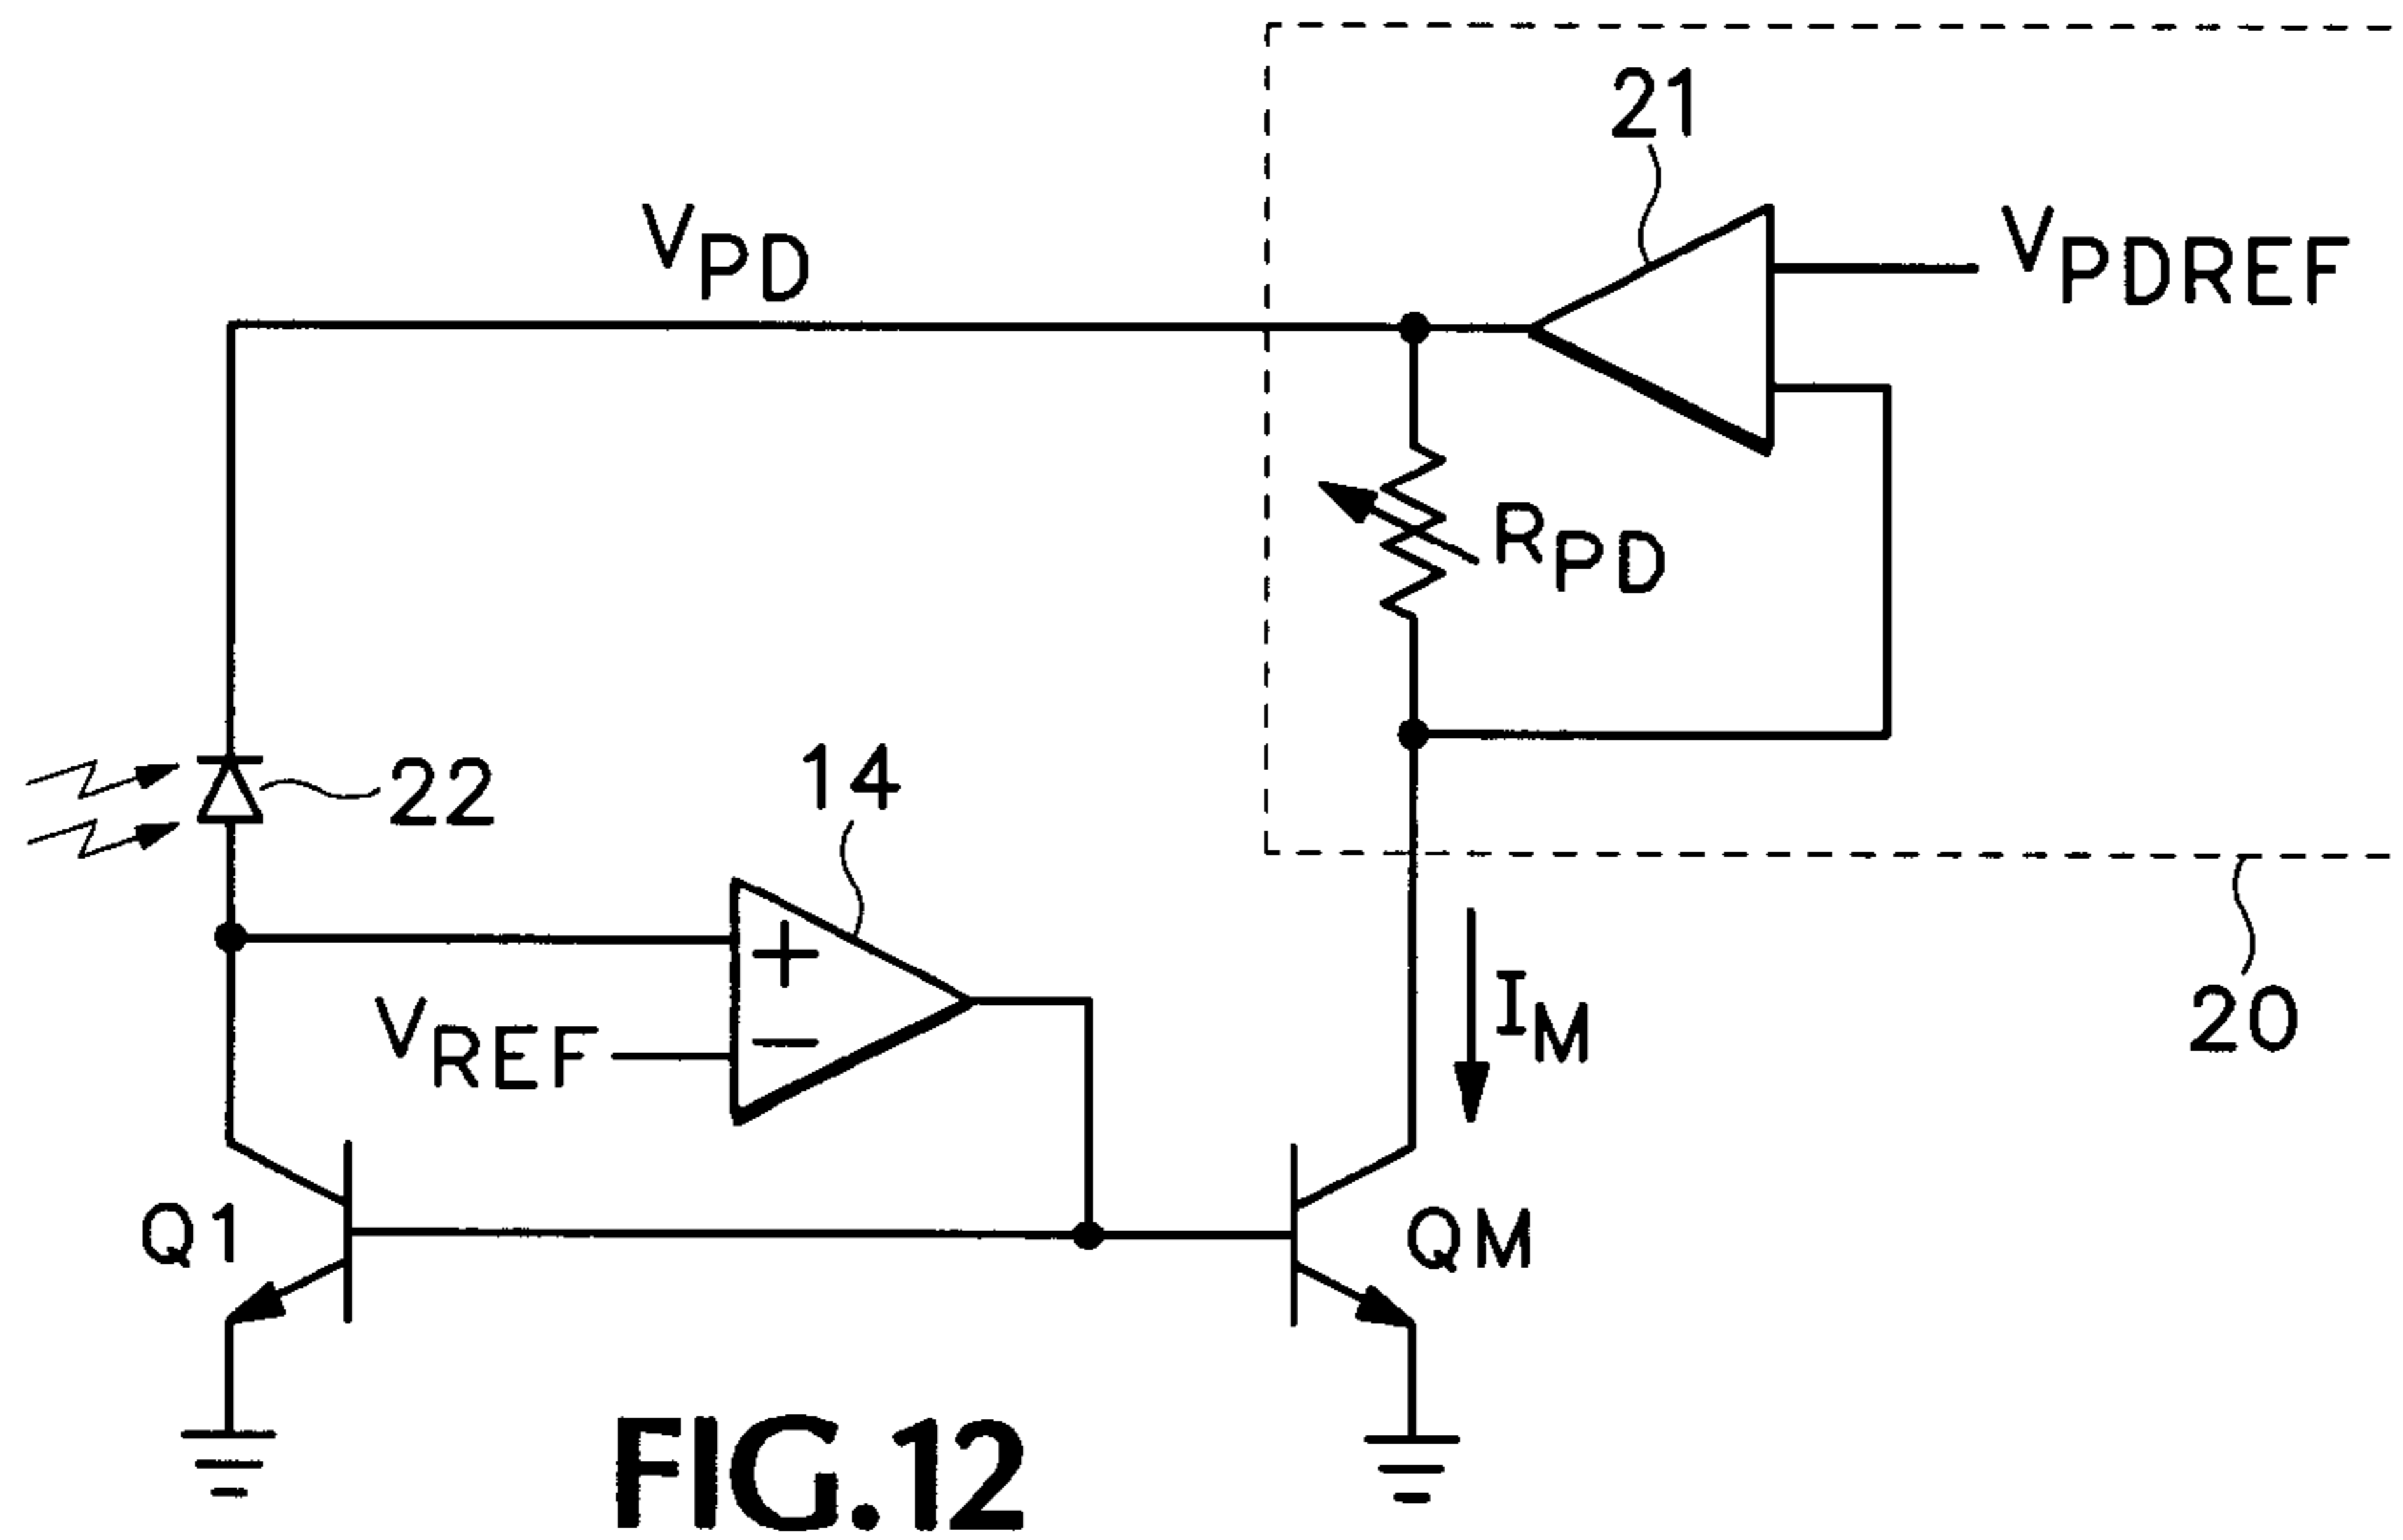 21
VPD
VPDREF
RPD
22
14
VREF
+
−
IM
20
Q1
QM
FIG.12